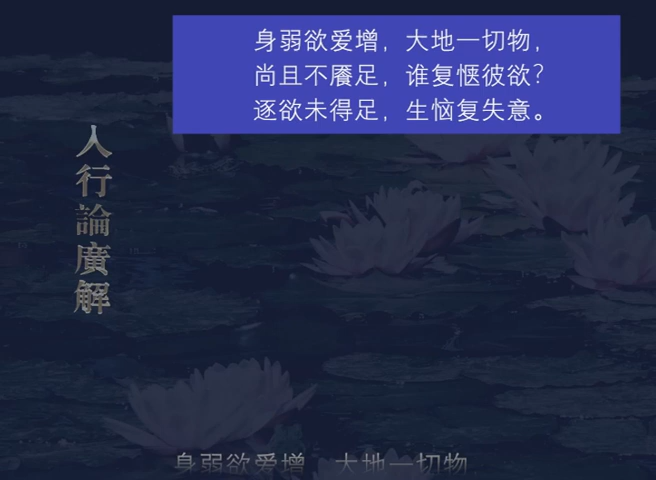 身弱欲爱增，大地一切物，
尚且不餍足，谁复惬彼欲？
逐欲未得足，生恼复失意。
入行論廣解
身弱欲爱增　大地一切物